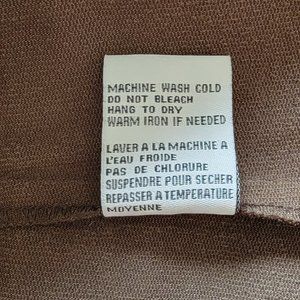 MACHINE WASH COLD
DO NOT BLEACH
HANG TO DRY
WARM IRON IF NEEDED
LAVER A LA MACHINE A
L'EAU FROIDE
PAS DE CHLORURE
SUSPENDRE POUR SECHER
REPASSER A TEMPERATURE
MOYENNE